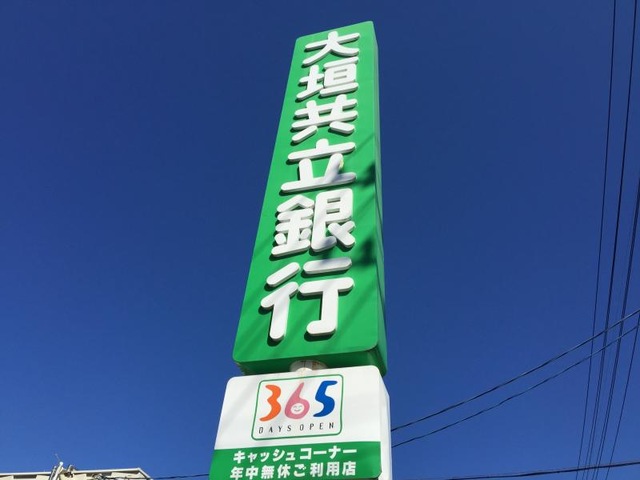 大垣共立銀行
365
DAYS OPEN
キャッシュコーナー
年中無休ご利用店